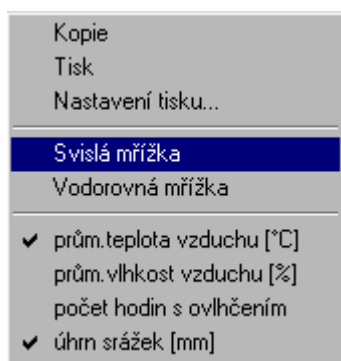 Kopie
Tisk
Nastavení tisku...
Svislá mřížka
Vodorovná mřížka
prům.teplota vzduchu [°C]
prům.vlhkost vzduchu [%]
počet hodin s ovlhčením
úhrn srážek [mm]